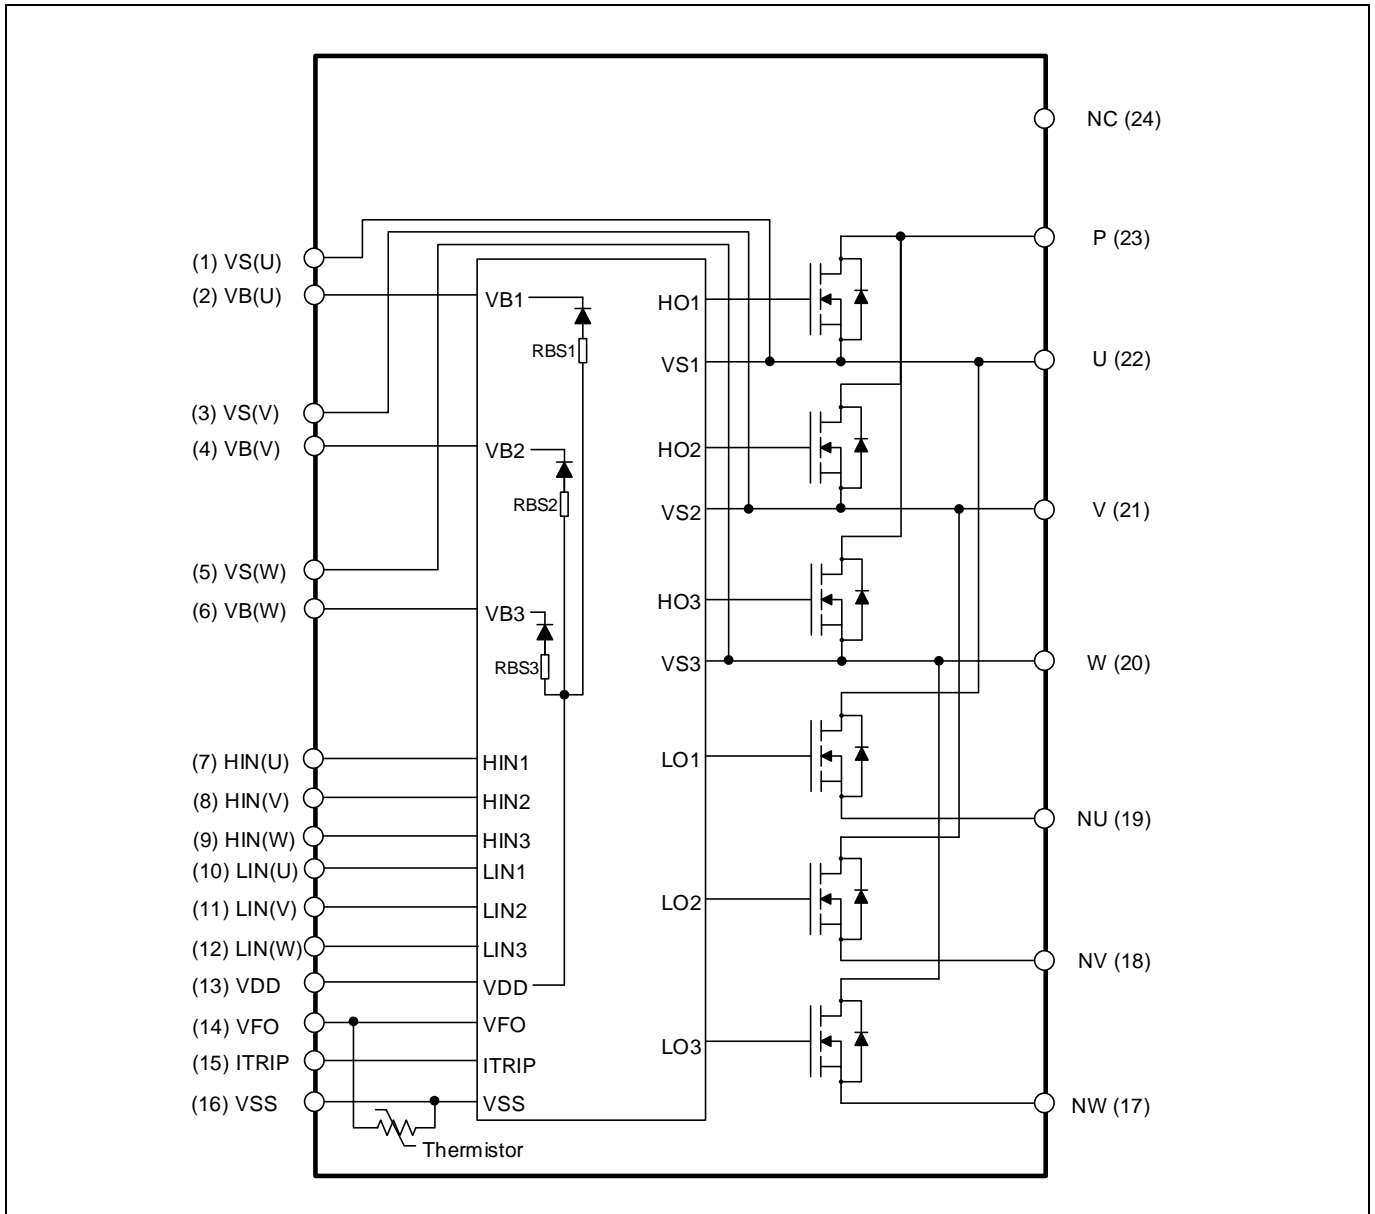 NC (24)
P (23)
(1) VS(U)
(2) VB(U)
VB1
HO1
RBS1
VS1
U (22)
(3) VS(V)
(4) VB(V)
VB2
HO2
RBS2
VS2
V (21)
(5) VS(W)
(6) VB(W)
VB3
HO3
RBS3
VS3
W (20)
(7) HIN(U)
HIN1
LO1
(8) HIN(V)
HIN2
NU (19)
(9) HIN(W)
HIN3
(10) LIN(U)
LIN1
(11) LIN(V)
LIN2
LO2
(12) LIN(W)
LIN3
NV (18)
(13) VDD
VDD
(14) VFO
VFO
LO3
(15) ITRIP
ITRIP
(16) VSS
VSS
NW (17)
Thermistor